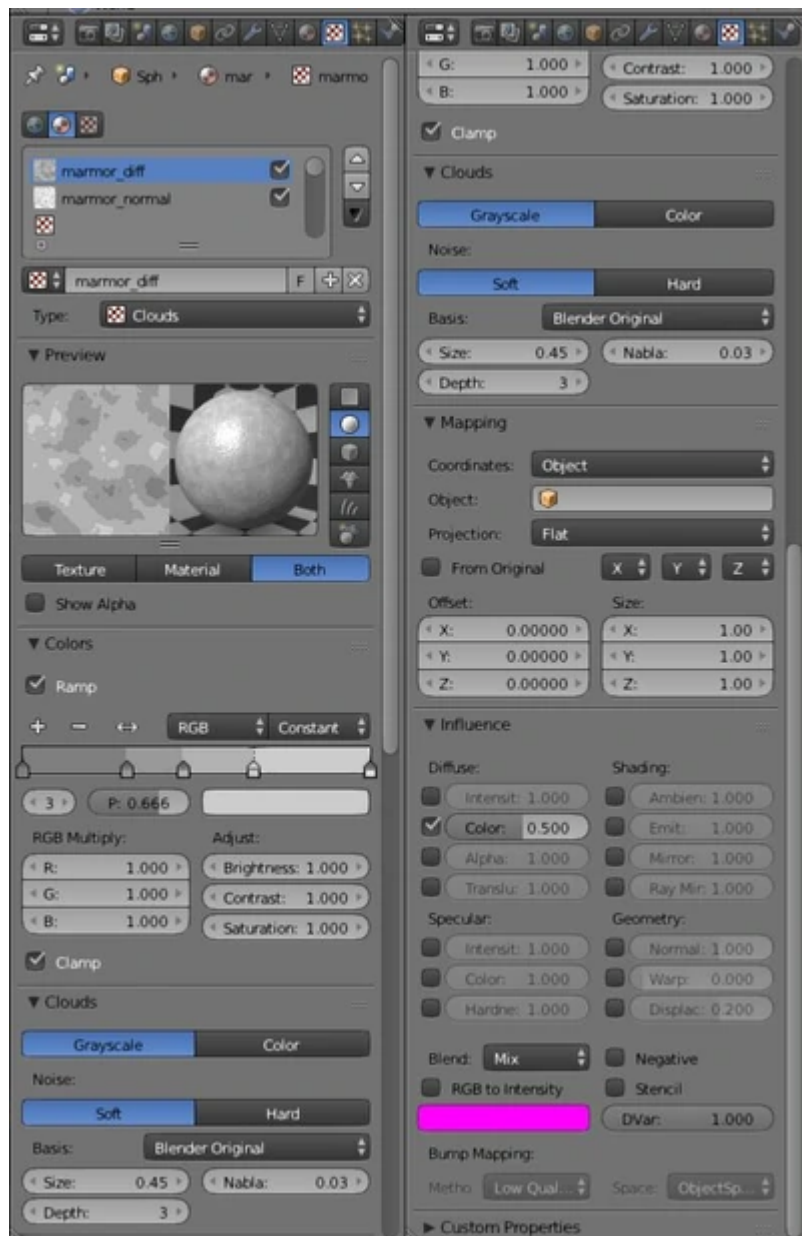 Sph mar marmo
marmor_diff
marmor_normal
marmor_diff F
Type: Clouds
Preview
Texture Material Both
Show Alpha
Colors
Ramp
RGB Constant
3 P: 0.666
RGB Multiply: Adjust:
R: 1.000 Brightness: 1.000
G: 1.000 Contrast: 1.000
B: 1.000 Saturation: 1.000
Clamp
Clouds
Grayscale Color
Noise:
Soft Hard
Basis: Blender Original
Size: 0.45 Nabla: 0.03
Depth: 3
G: 1.000 Contrast: 1.000
B: 1.000 Saturation: 1.000
Clamp
Clouds
Grayscale Color
Noise:
Soft Hard
Basis: Blender Original
Size: 0.45 Nabla: 0.03
Depth: 3
Mapping
Coordinates: Object
Object:
Projection: Flat
From Original X Y Z
Offset: Size:
X: 0.00000 X: 1.00
Y: 0.00000 Y: 1.00
Z: 0.00000 Z: 1.00
Influence
Diffuse: Shading:
Intensit: 1.000 Ambien: 1.000
Color: 0.500 Emit: 1.000
Alpha: 1.000 Mirror: 1.000
Translu: 1.000 Ray Mir: 1.000
Specular: Geometry:
Intensit: 1.000 Normal: 1.000
Color: 1.000 Warp: 0.000
Hardne: 1.000 Displac: 0.200
Blend: Mix Negative
RGB to Intensity Stencil
DVar: 1.000
Bump Mapping:
Metho Low Qual... Space: ObjectSp...
Custom Properties